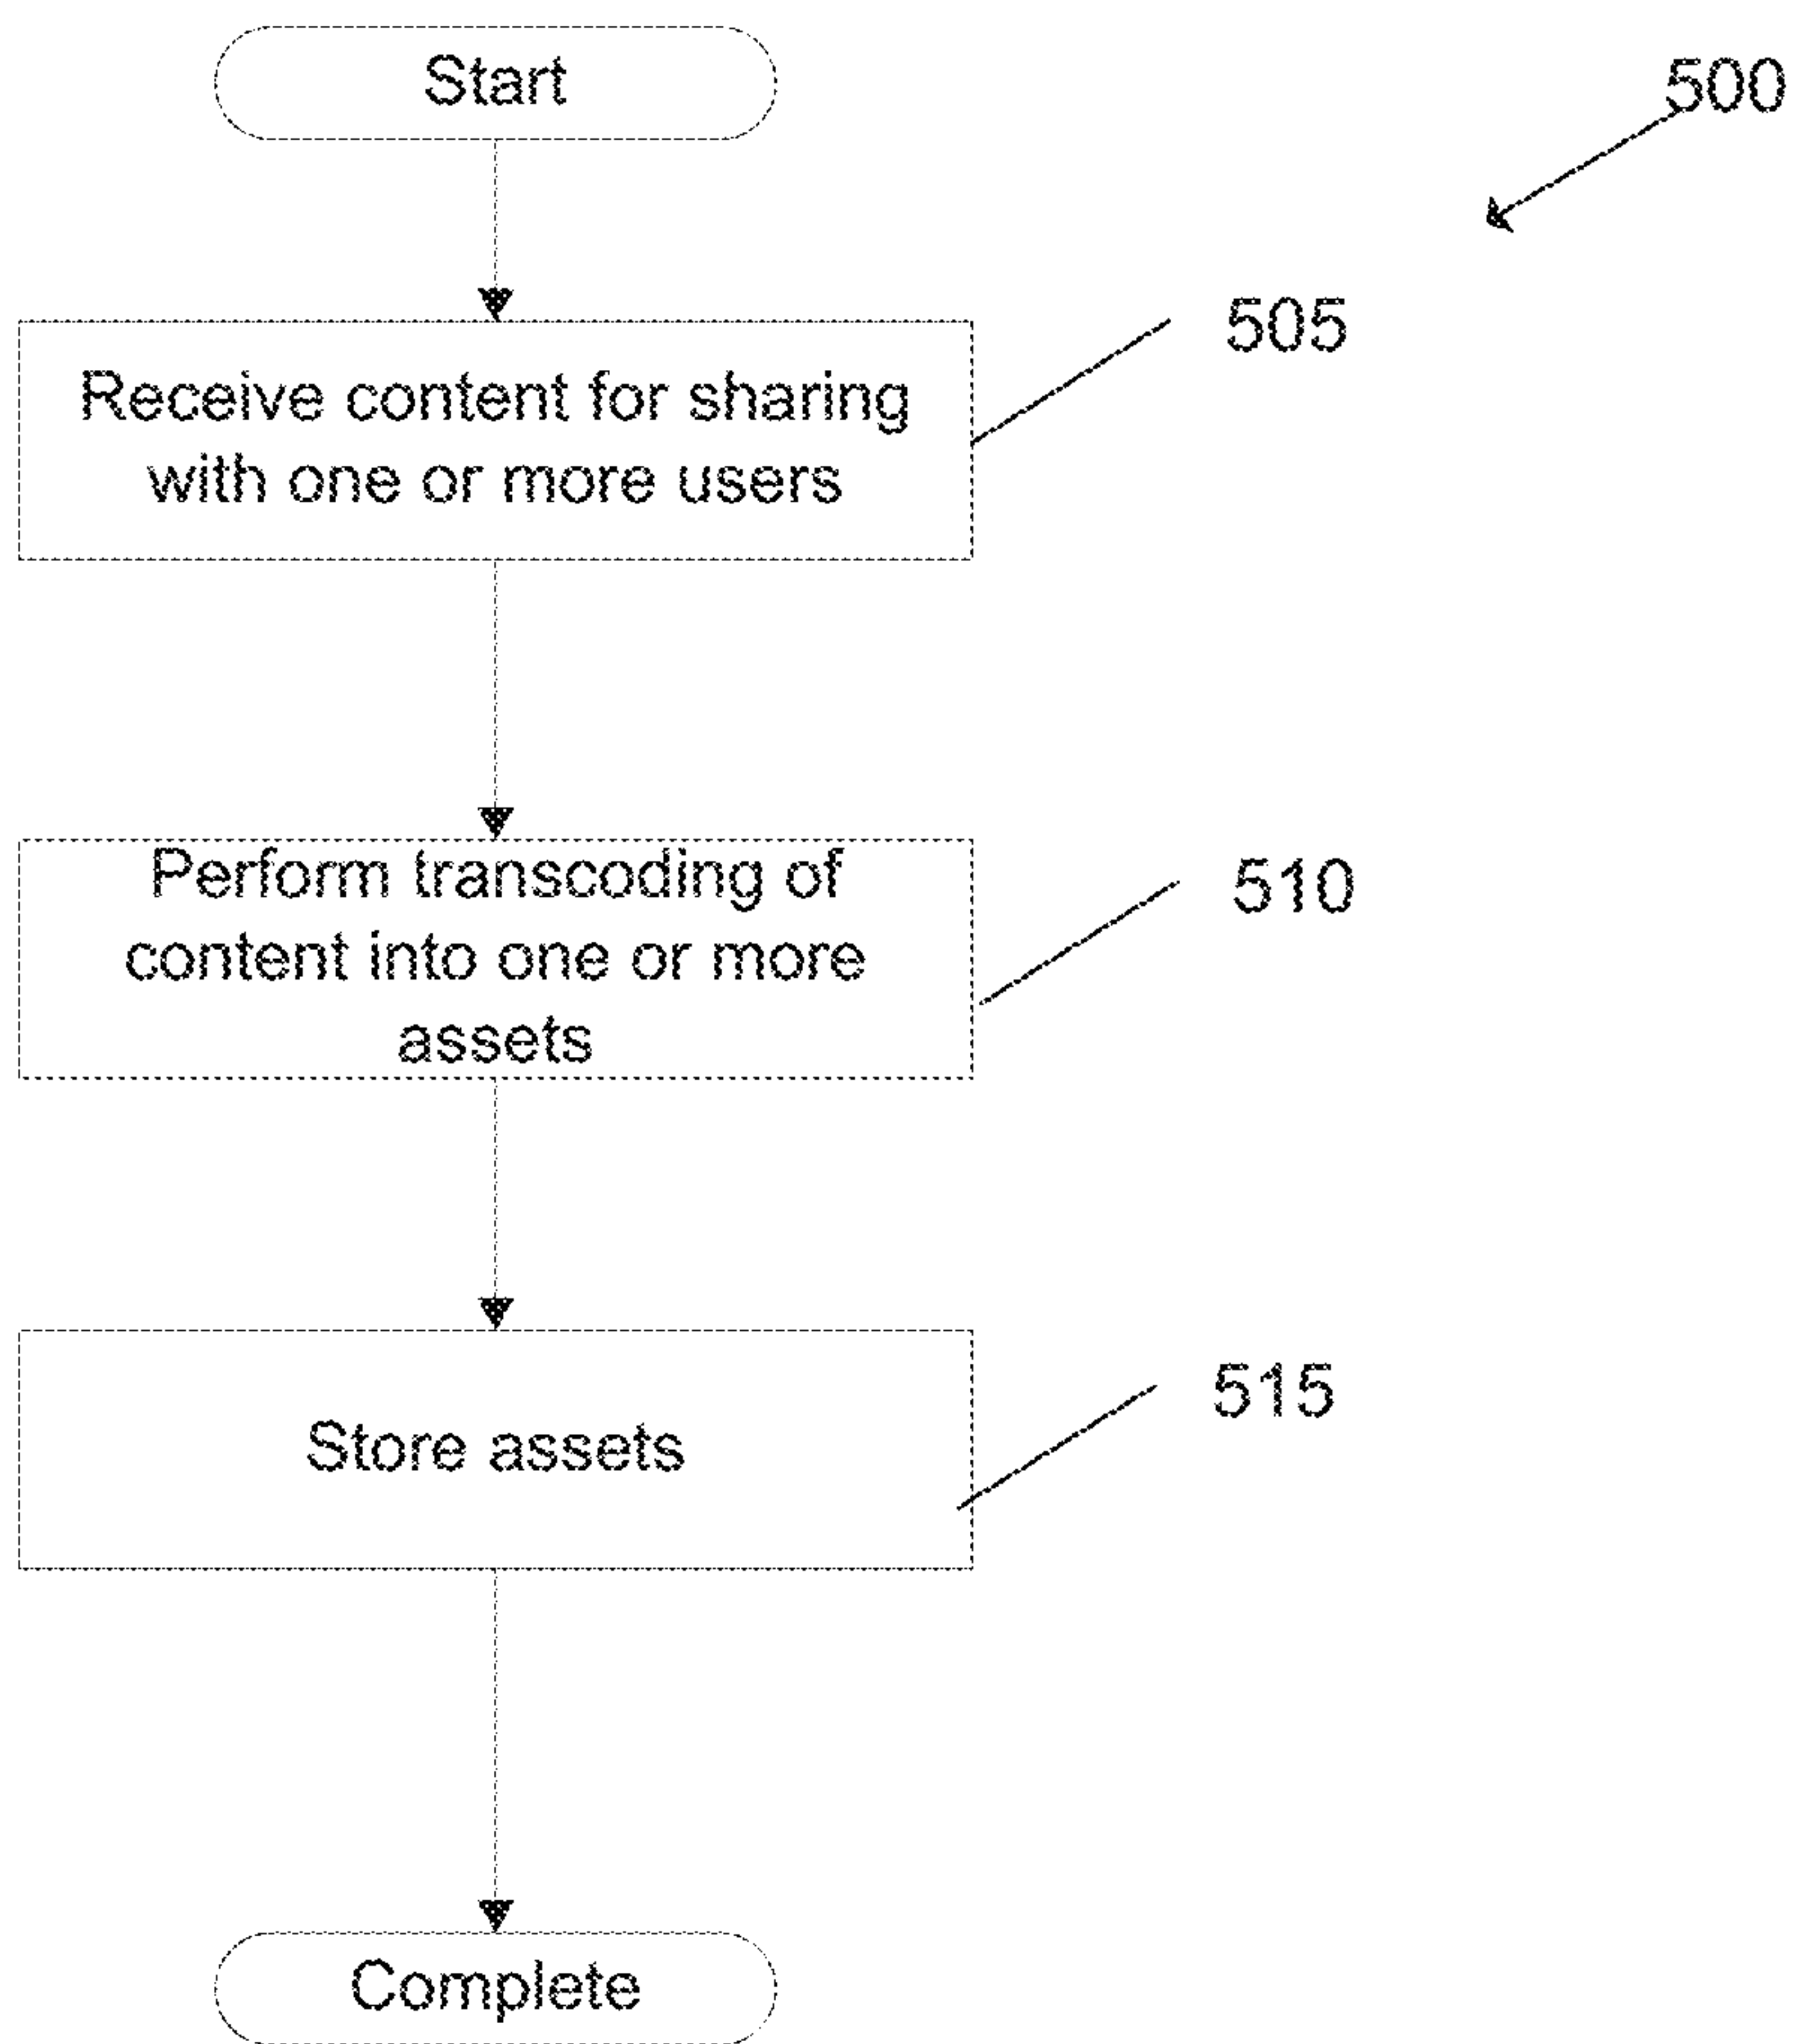 Start
500
Receive content for sharing
with one or more users
505
Perform transcoding of
content into one or more
assets
510
Store assets
515
Complete